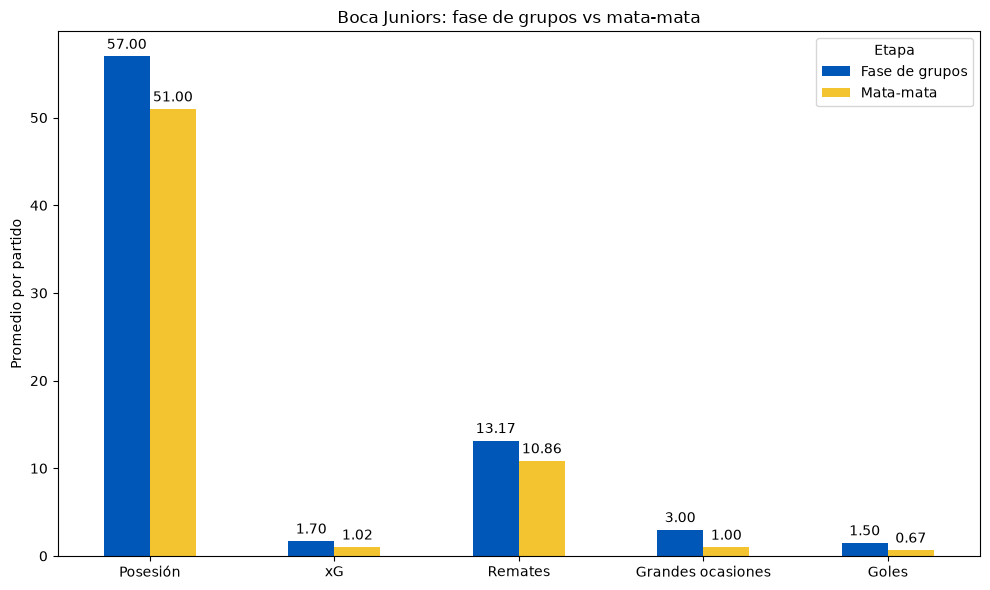 Boca Juniors: fase de grupos vs mata-mata
Etapa
Fase de grupos
Mata-mata
Promedio por partido
50
40
30
20
10
0
57.00
51.00
1.70
1.02
13.17
10.86
3.00
1.00
1.50
0.67
Posesión
xG
Remates
Grandes ocasiones
Goles